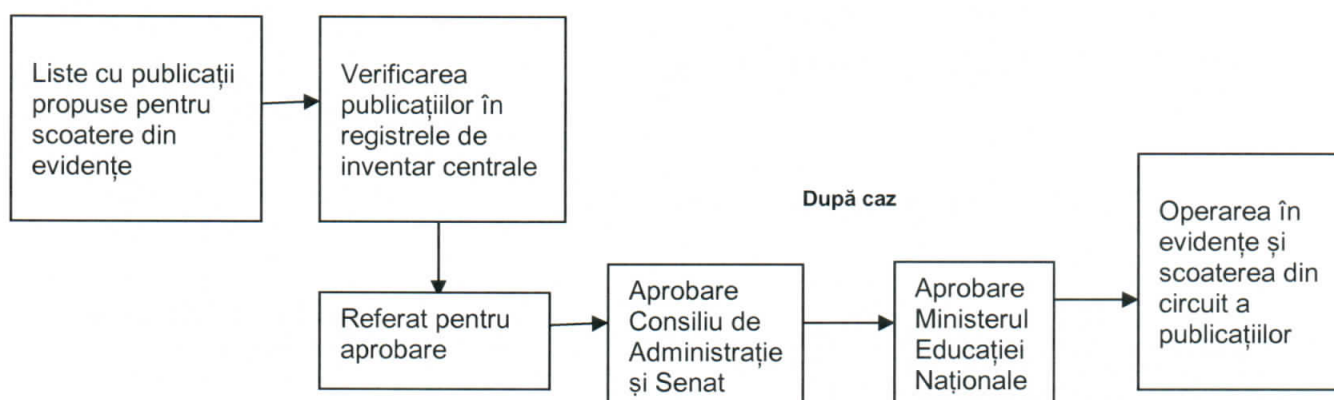 Liste cu publicații
propuse pentru
scoatere din
evidențe
Verificarea
publicațiilor în
registrele de
inventar centrale
Referat pentru
aprobare
Aprobare
Consiliu de
Administrație
și Senat
După caz
Aprobare
Ministerul
Educației
Naționale
Operarea în
evidențe și
scoaterea din
circuit a
publicațiilor